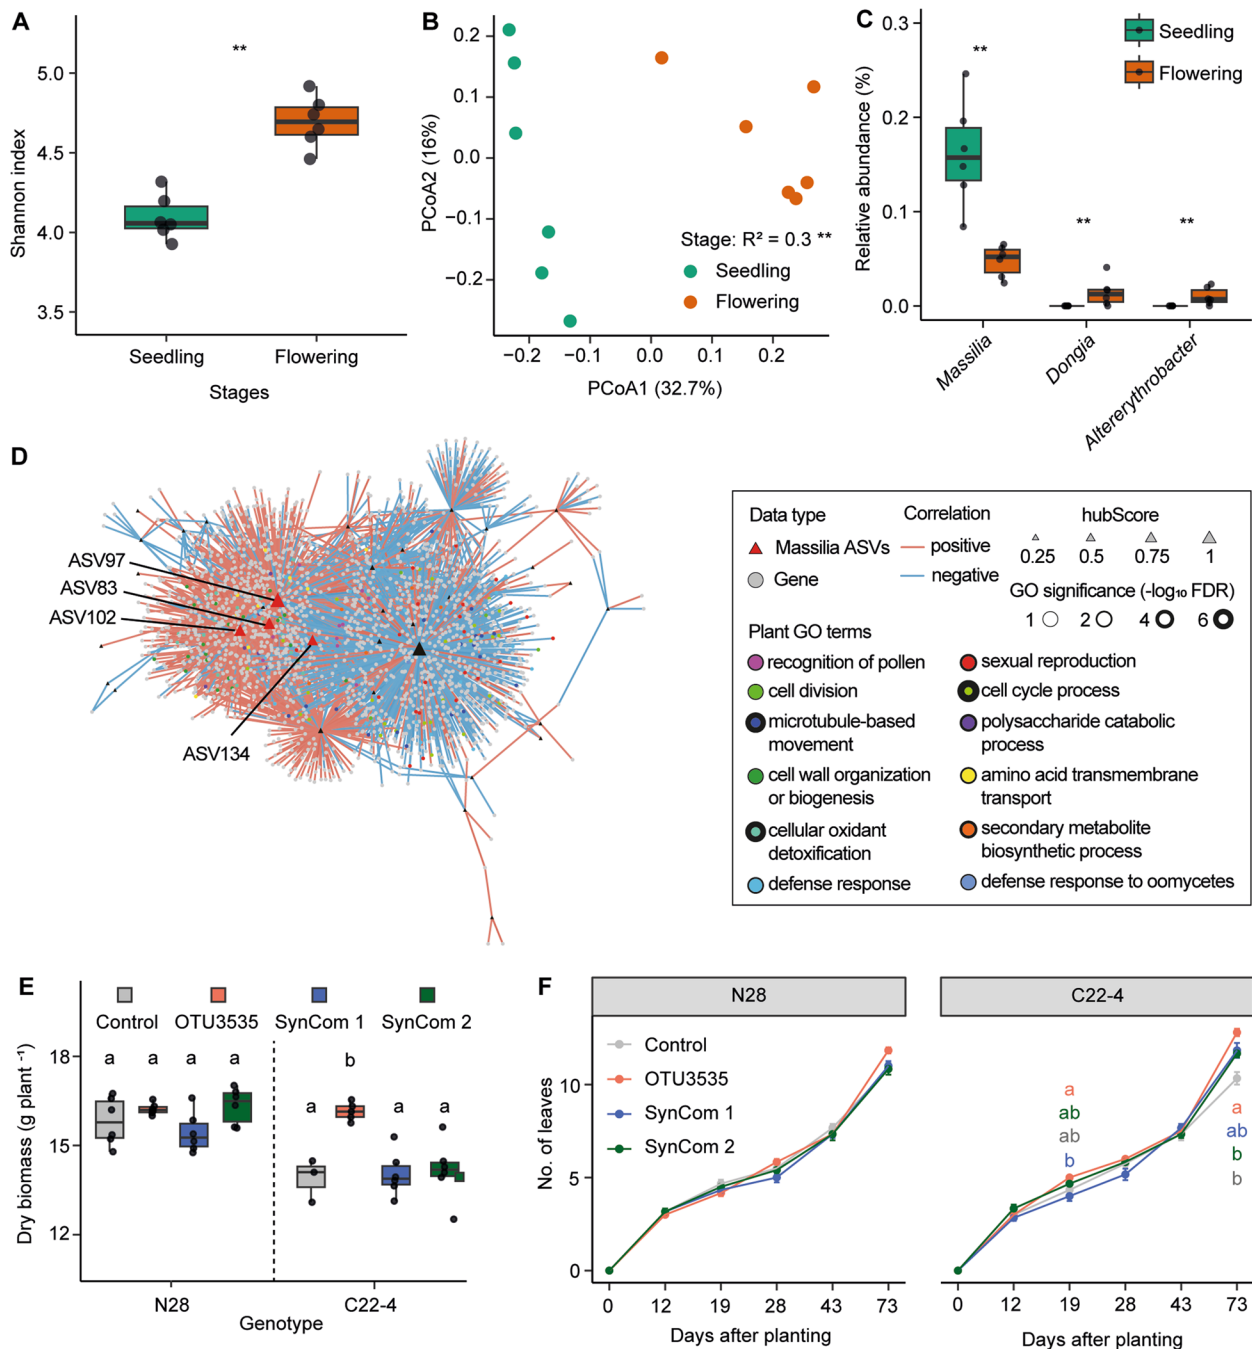 A
**
5.0
4.5
4.0
3.5
Shannon index
Seedling
Flowering
Stages
B
0.2
0.1
0.0
−0.1
−0.2
PCoA2 (16%)
Stage: R² = 0.3 **
Seedling
Flowering
−0.2
−0.1
0.0
0.1
0.2
PCoA1 (32.7%)
C
0.3
0.2
0.1
0.0
Relative abundance (%)
Seedling
Flowering
**
**
**
Massilia
Dongia
Altererythrobacter
D
ASV97
ASV83
ASV102
ASV134
Data type
Massilia ASVs
Gene
Correlation
positive
negative
hubScore
0.25
0.5
0.75
1
GO significance (-log₁₀ FDR)
1
2
4
6
Plant GO terms
recognition of pollen
cell division
microtubule-based
movement
cell wall organization
or biogenesis
cellular oxidant
detoxification
defense response
sexual reproduction
cell cycle process
polysaccharide catabolic
process
amino acid transmembrane
transport
secondary metabolite
biosynthetic process
defense response to oomycetes
E
Control
OTU3535
SynCom 1
SynCom 2
18
15
12
Dry biomass (g plant ⁻¹)
a
a
a
a
a
b
a
a
N28
C22-4
Genotype
F
N28
C22-4
Control
OTU3535
SynCom 1
SynCom 2
10
5
0
No. of leaves
a
ab
ab
b
a
ab
b
b
0
12
19
28
43
73
0
12
19
28
43
73
Days after planting
Days after planting